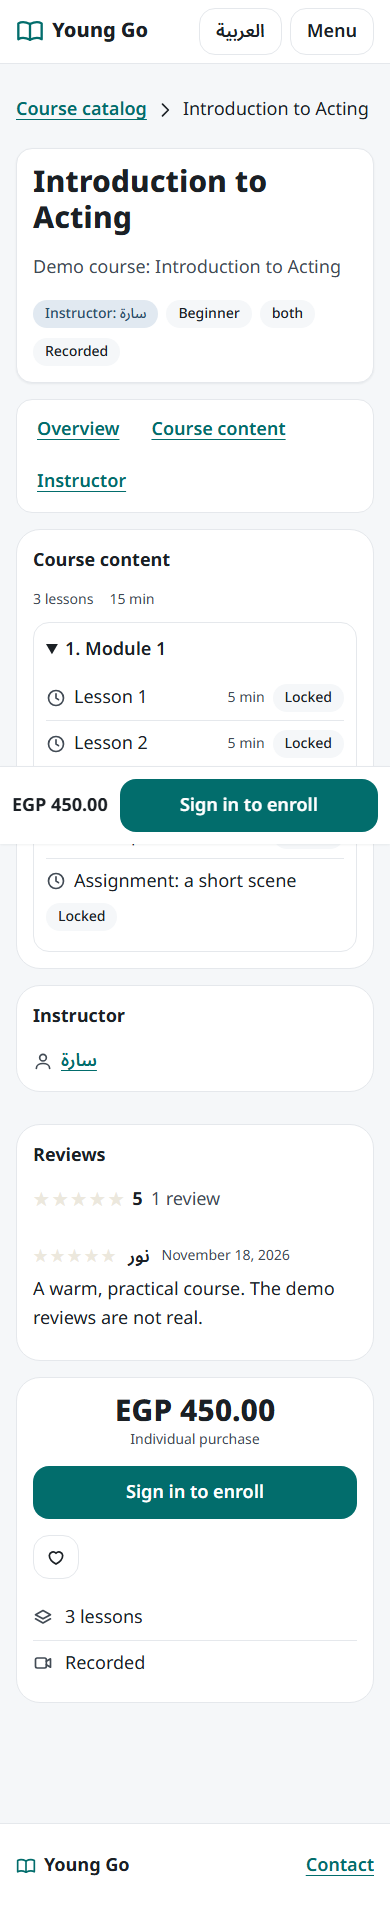 Young Go
العربية
Menu
Course catalog > Introduction to Acting
Introduction to
Acting
Demo course: Introduction to Acting
Instructor: سارة
Beginner
both
Recorded
Overview
Course content
Instructor
Course content
3 lessons 15 min
1. Module 1
Lesson 1 5 min Locked
Lesson 2 5 min Locked
EGP 450.00 Sign in to enroll
Assignment: a short scene
Locked
Instructor
سارة
Reviews
5 1 review
نور November 18, 2026
A warm, practical course. The demo
reviews are not real.
EGP 450.00
Individual purchase
Sign in to enroll
3 lessons
Recorded
Young Go
Contact